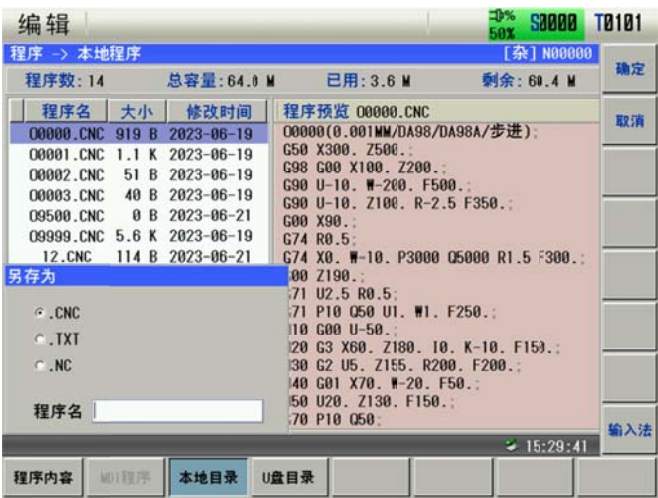 编辑 50% S0000 T0101
程序 -> 本地程序 [杂] N00000
程序数:14 总容量:64.0 M 已用:3.6 M 剩余:60.4 M
程序名 大小 修改时间
O0000.CNC 919 B 2023-06-19
O0001.CNC 1.1 K 2023-06-19
O0002.CNC 51 B 2023-06-19
O0003.CNC 40 B 2023-06-19
O9500.CNC 0 B 2023-06-21
O9999.CNC 5.6 K 2023-06-19
12.CNC 114 B 2023-06-21
程序预览 O0000.CNC
O0000(0.001MM/DA98/DA98A/步进);
G50 X300. Z500.;
G98 G00 X100. Z200.;
G90 U-10. W-200. F500.;
G90 U-10. Z100. R-2.5 F350.;
G00 X90.;
G74 R0.5;
G74 X0. W-10. P3000 Q5000 R1.5 F300.;
00 Z190.;
71 U2.5 R0.5;
71 P10 Q50 U1. W1. F250.;
10 G00 U-50.;
20 G3 X60. Z180. I0. K-10. F150.;
30 G2 U5. Z155. R200. F200.;
40 G01 X70. W-20. F50.;
50 U20. Z130. F150.;
70 P10 Q50;
另存为
.CNC
.TXT
.NC
程序名
确定
取消
输入法
15:29:41
程序内容 MDI程序 本地目录 U盘目录